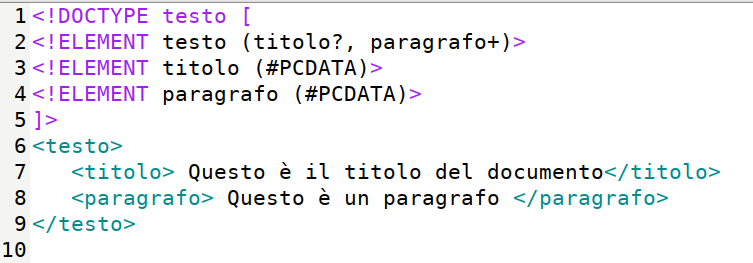 1 <!DOCTYPE testo [
2 <!ELEMENT testo (titolo?, paragrafo+)>
3 <!ELEMENT titolo (#PCDATA)>
4 <!ELEMENT paragrafo (#PCDATA)>
5 ]>
6 <testo>
7    <titolo> Questo è il titolo del documento</titolo>
8    <paragrafo> Questo è un paragrafo </paragrafo>
9 </testo>
10